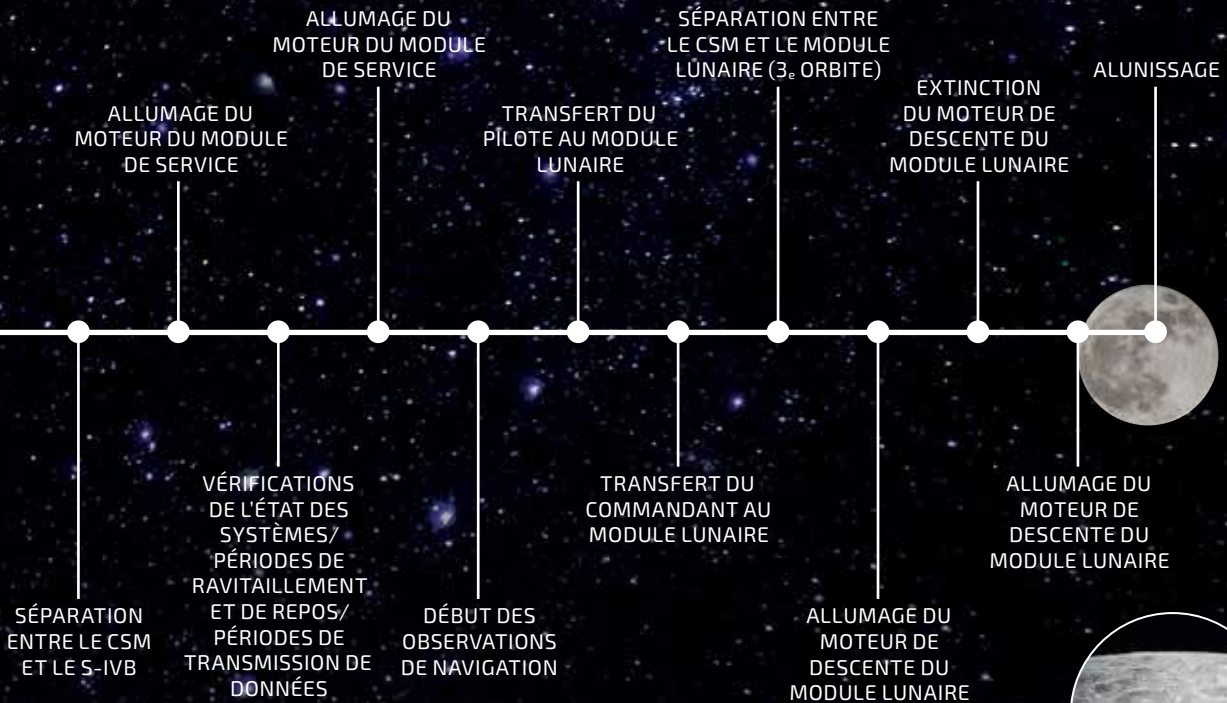 SÉPARATION
ENTRE LE CSM
ET LE S-IVB
ALLUMAGE DU
MOTEUR DU MODULE
DE SERVICE
VÉRIFICATIONS
DE L'ÉTAT DES
SYSTÈMES/
PÉRIODES DE
RAVITAILLEMENT
ET DE REPOS/
PÉRIODES DE
TRANSMISSION DE
DONNÉES
ALLUMAGE DU
MOTEUR DU MODULE
DE SERVICE
DÉBUT DES
OBSERVATIONS
DE NAVIGATION
TRANSFERT DU
PILOTE AU MODULE
LUNAIRE
TRANSFERT DU
COMMANDANT AU
MODULE LUNAIRE
SÉPARATION ENTRE
LE CSM ET LE MODULE
LUNAIRE (3ₑ ORBITE)
ALLUMAGE DU
MOTEUR DE
DESCENTE DU
MODULE LUNAIRE
EXTINCTION
DU MOTEUR DE
DESCENTE DU
MODULE LUNAIRE
ALLUMAGE DU
MOTEUR DE
DESCENTE DU
MODULE LUNAIRE
ALUNISSAGE